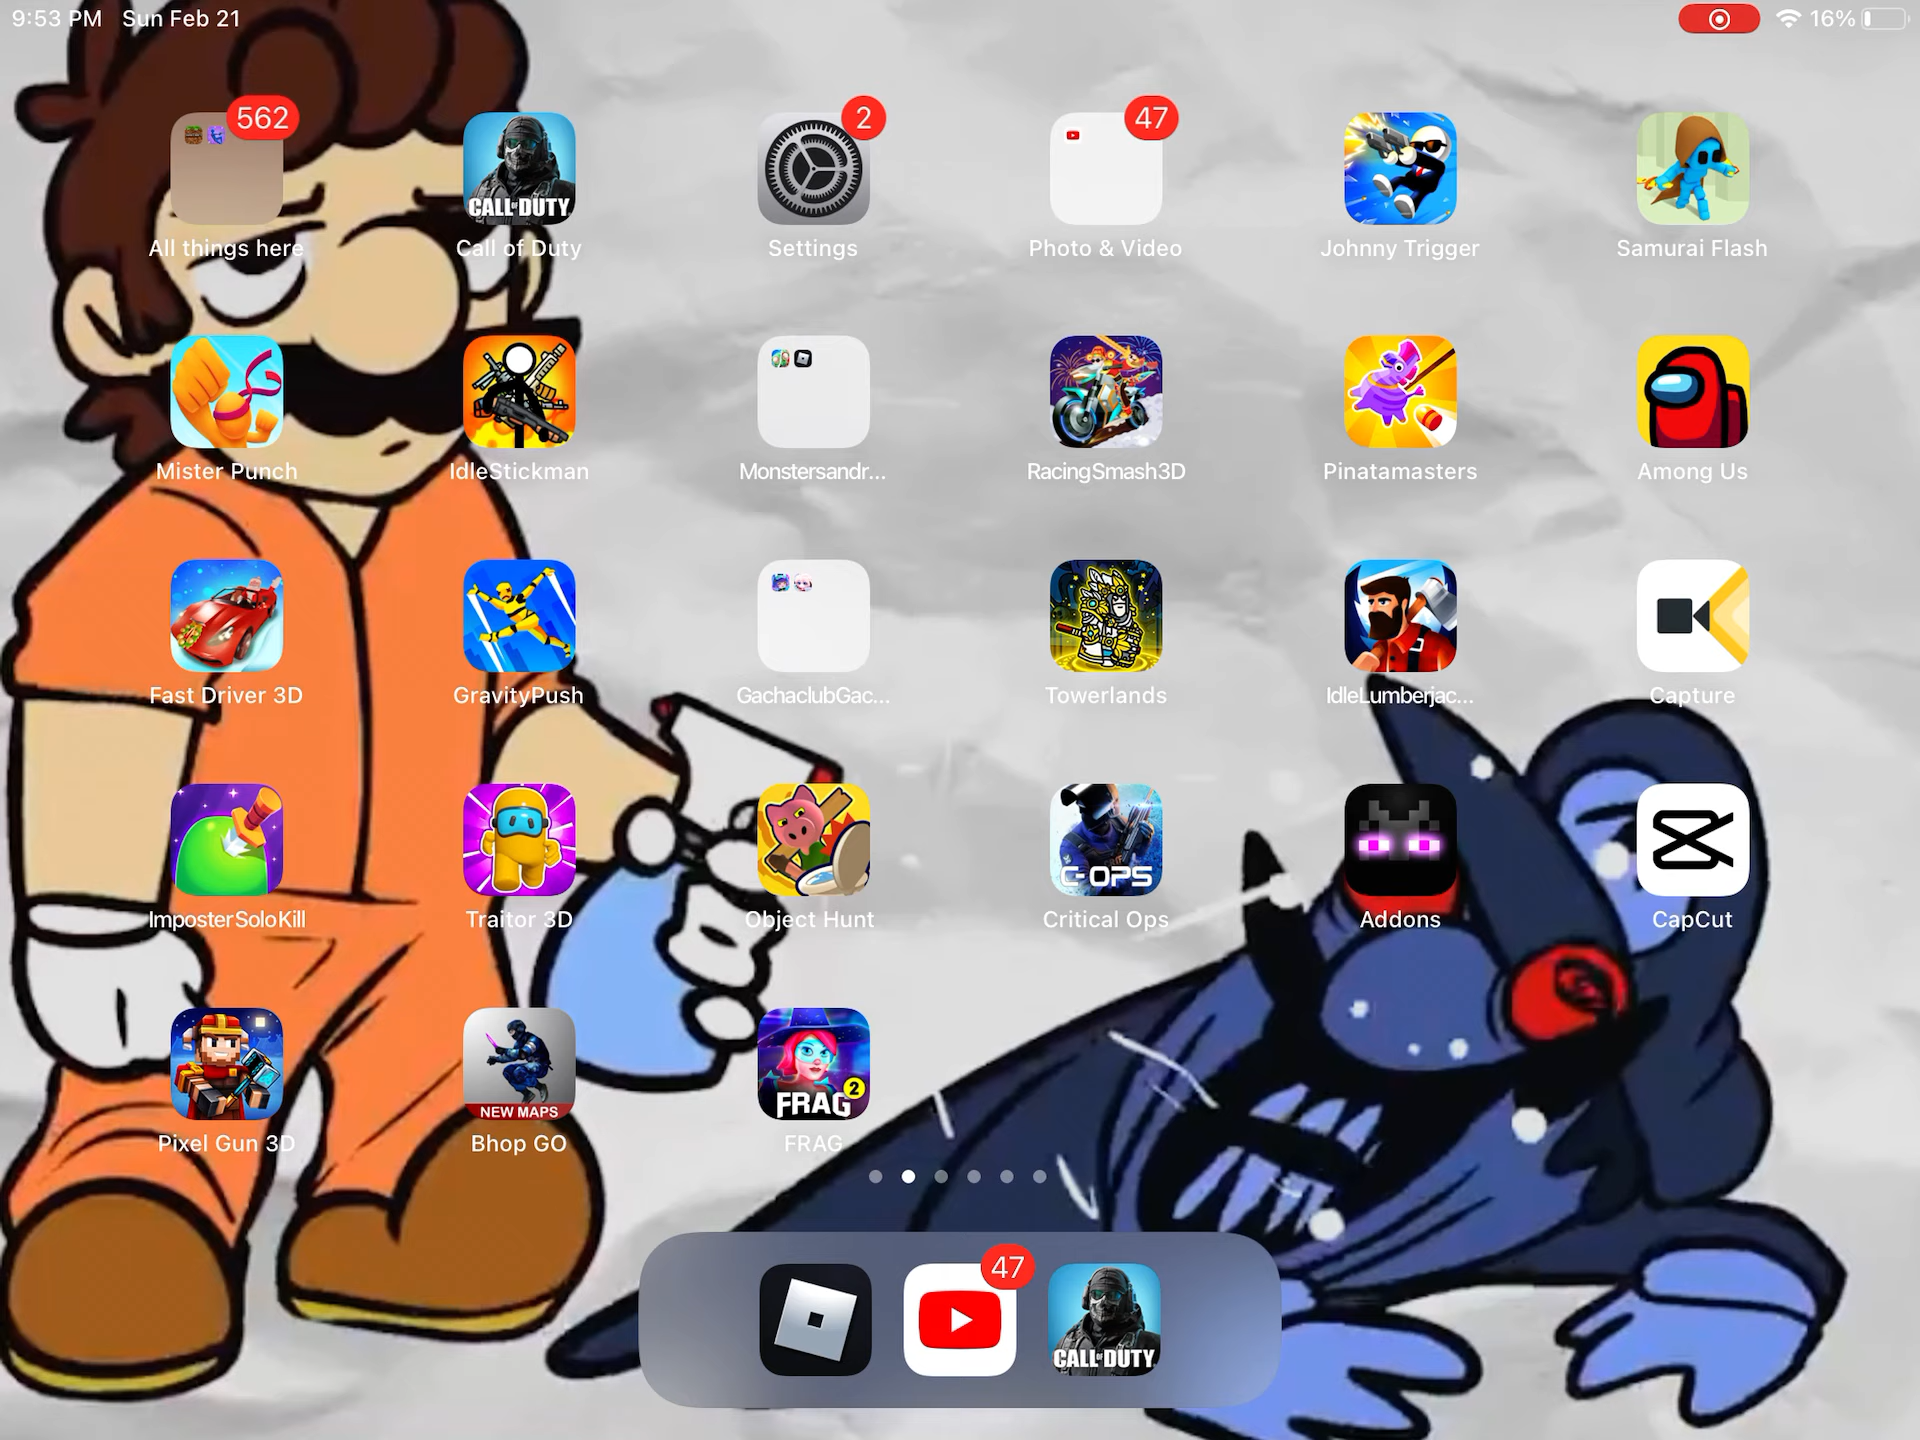 9:53 PM Sun Feb 21
16%
562
2
47
CALL OF DUTY
All things here
Call of Duty
Settings
Photo & Video
Johnny Trigger
Samurai Flash
Mister Punch
IdleStickman
Monstersandr...
RacingSmash3D
Pinatamasters
Among Us
Fast Driver 3D
GravityPush
GachaclubGac...
Towerlands
IdleLumberjac...
Capture
C-OPS
ImposterSoloKill
Traitor 3D
Object Hunt
Critical Ops
Addons
CapCut
NEW MAPS
FRAG 2
Pixel Gun 3D
Bhop GO
FRAG
47
CALL OF DUTY